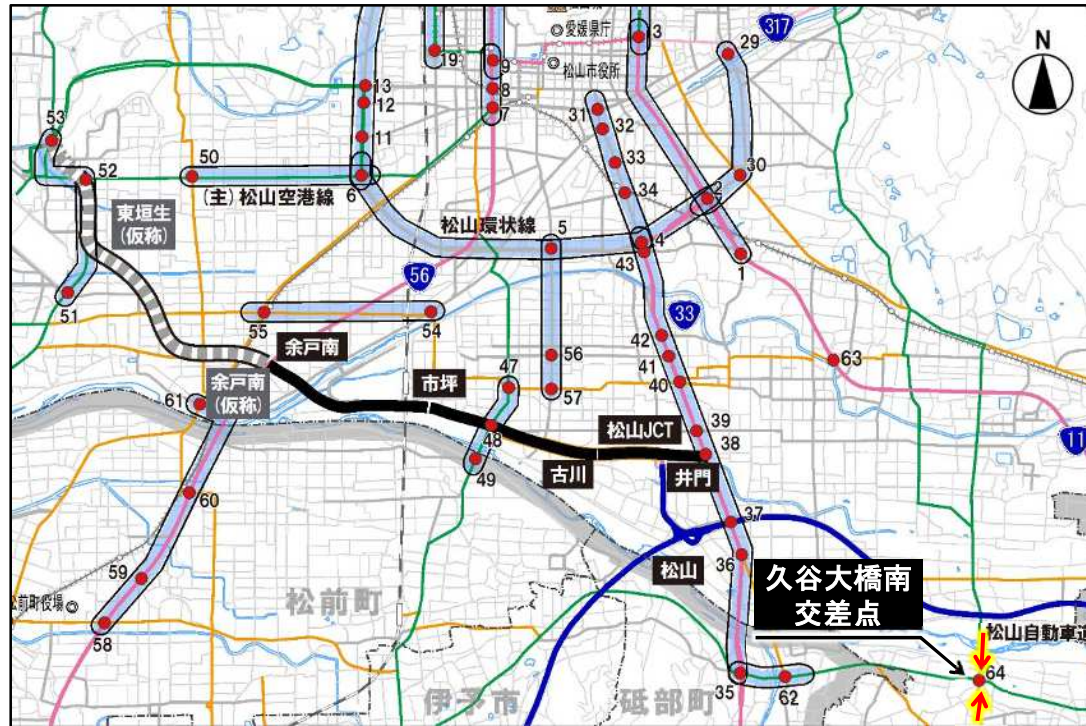 愛媛県庁
317
3
29
N
19
9
松山市役所
8
7
13
12
31
32
53
11
33
50
30
52
6
34
2
(主)松山空港線
東垣生
(仮称)
松山環状線
5
4
43
1
56
51
33
55
54
42
余戸南
56
41
63
市坪
47
40
余戸南
(仮称)
57
61
39
松山JCT
38
48
11
古川
井門
49
60
37
36
松山
久谷大橋南
交差点
59
松前町
松前町役場
58
松山自動車道
64
35
62
伊予市
砥部町